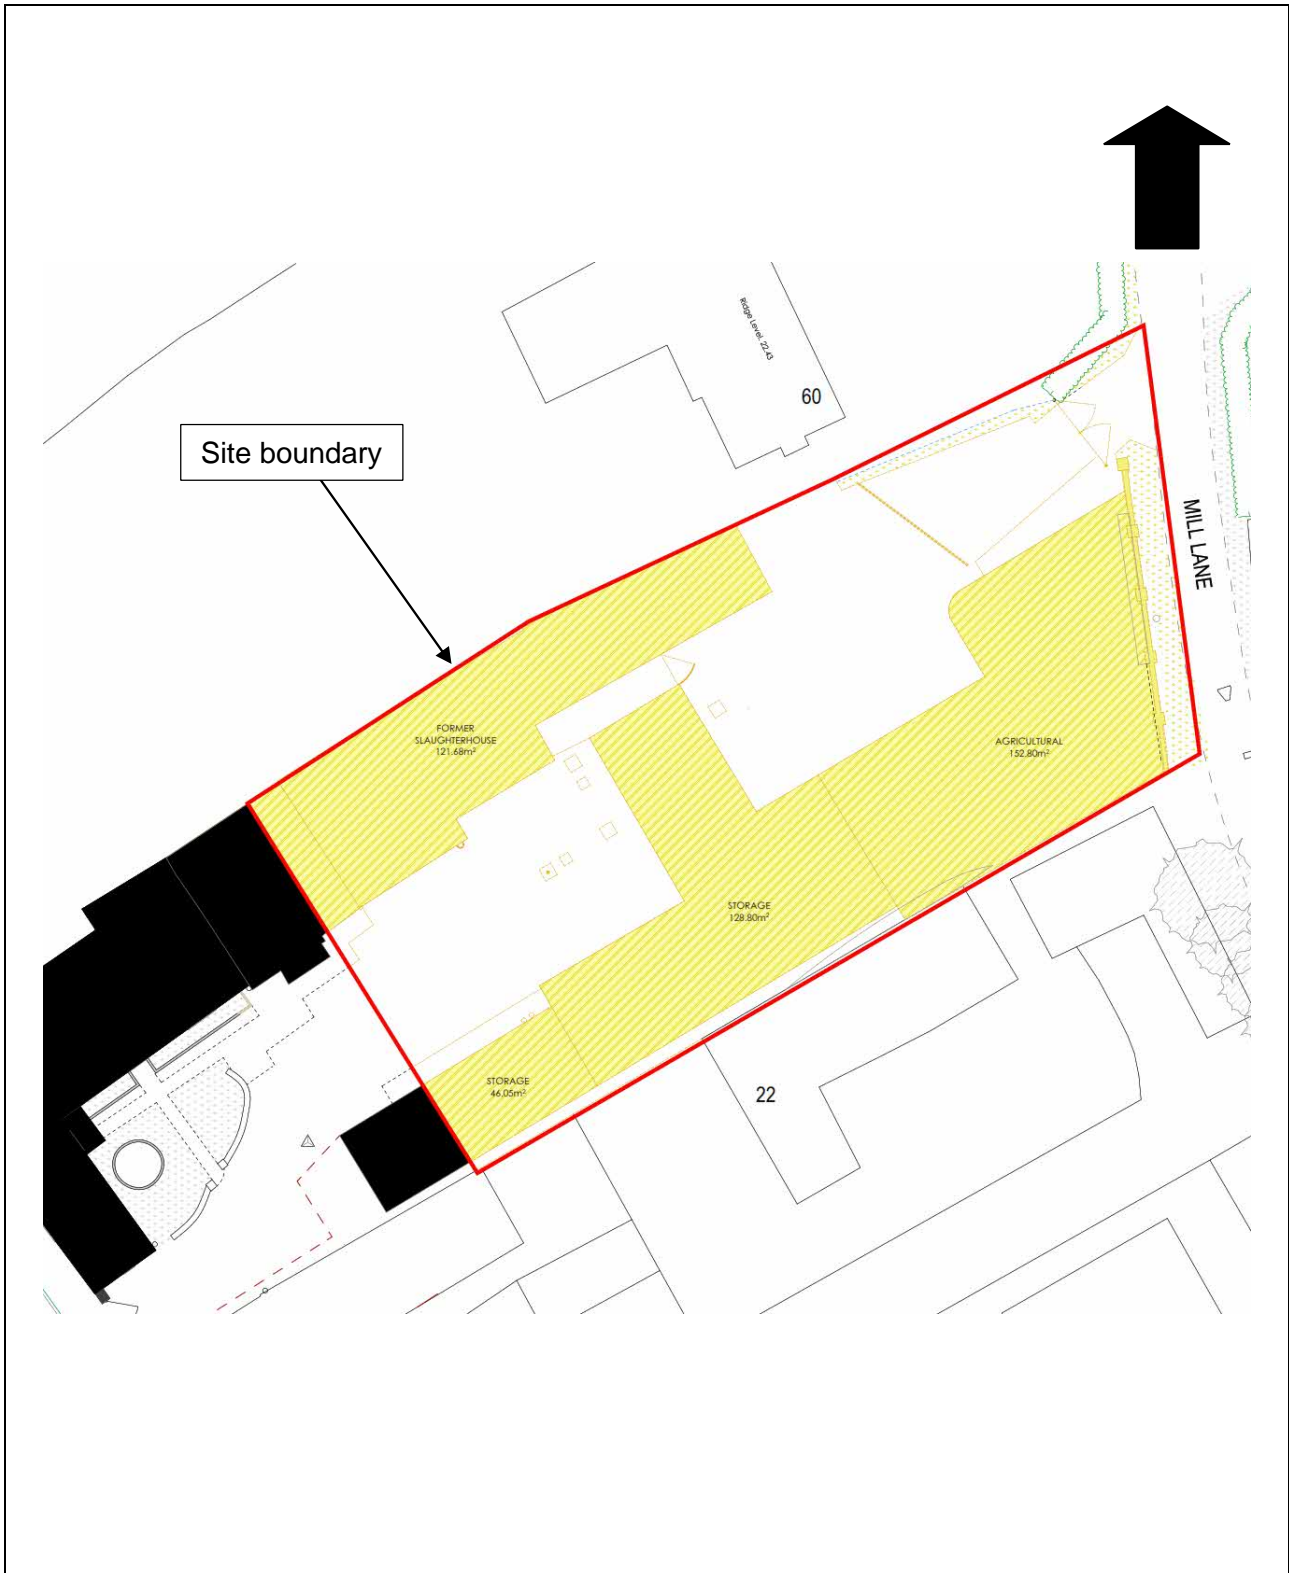 Ridge Level: 22.43
60
Site boundary
MILL LANE
FORMER
SLAUGHTERHOUSE
121.68m²
AGRICULTURAL
152.80m²
STORAGE
128.80m²
STORAGE
46.05m²
22